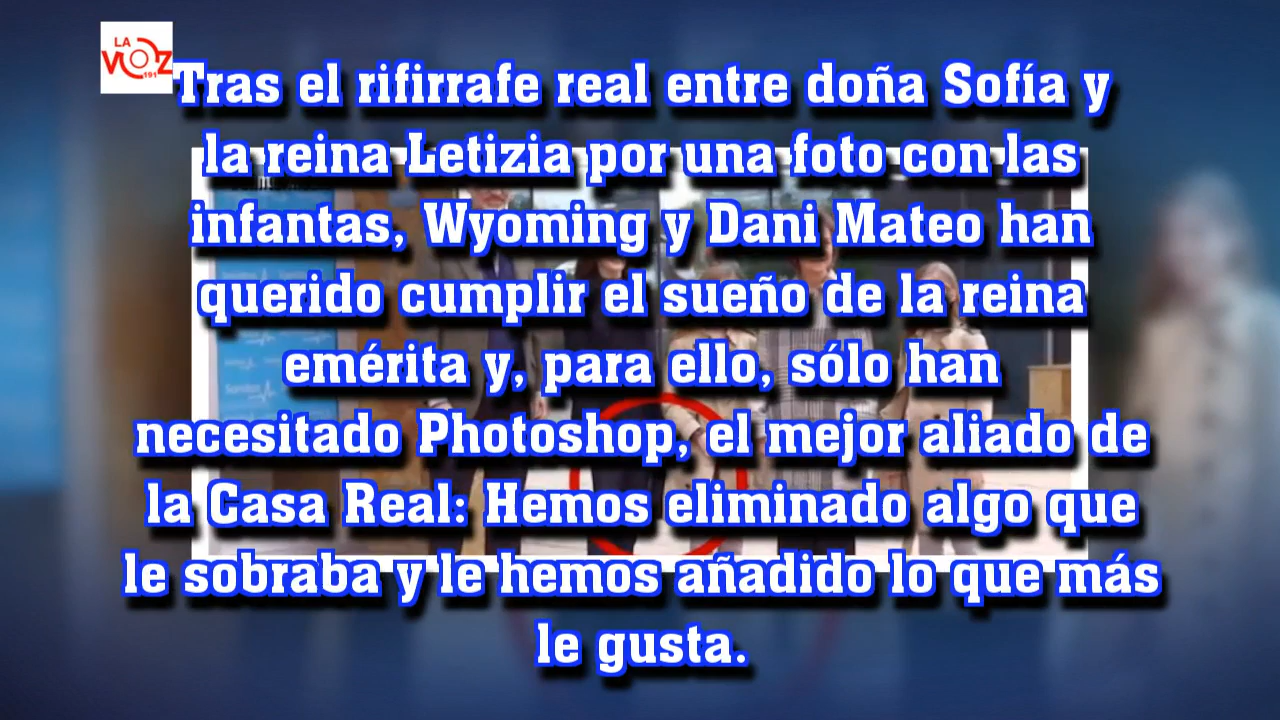 LA
VOZ
191
Tras el rifirrafe real entre doña Sofía y
la reina Letizia por una foto con las
infantas, Wyoming y Dani Mateo han
querido cumplir el sueño de la reina
emérita y, para ello, sólo han
necesitado Photoshop, el mejor aliado de
la Casa Real: Hemos eliminado algo que
le sobraba y le hemos añadido lo que más
le gusta.